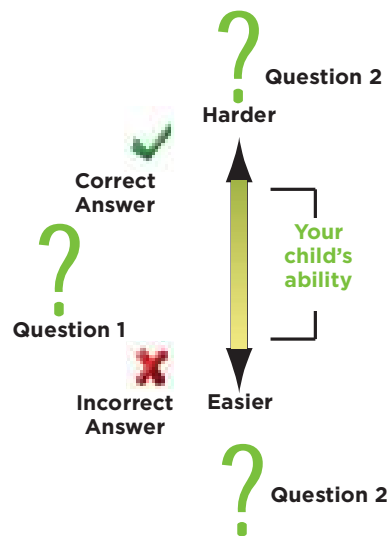 ?
Question 2
Harder
Correct
Answer
Your
child's
ability
?
Question 1
Incorrect
Answer
Easier
?
Question 2